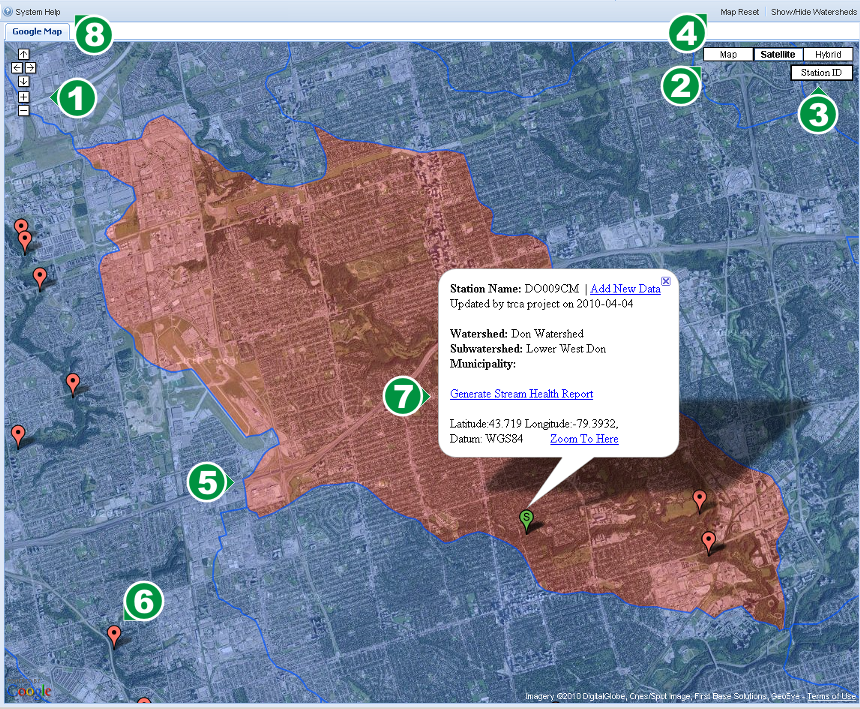 System Help
Map Reset
Show/Hide Watersheds
Google Map
8
4
Map
Satellite
Hybrid
Station ID
1
2
3
Station Name: DO009CM | Add New Data
Updated by trca project on 2010-04-04
Watershed: Don Watershed
Subwatershed: Lower West Don
Municipality:
Generate Stream Health Report
7
Latitude:43.719 Longitude:-79.3932,
Datum: WGS84 Zoom To Here
5
S
6
Google
Imagery ©2010 DigitalGlobe, Cnes/Spot Image, First Base Solutions, GeoEye - Terms of Use